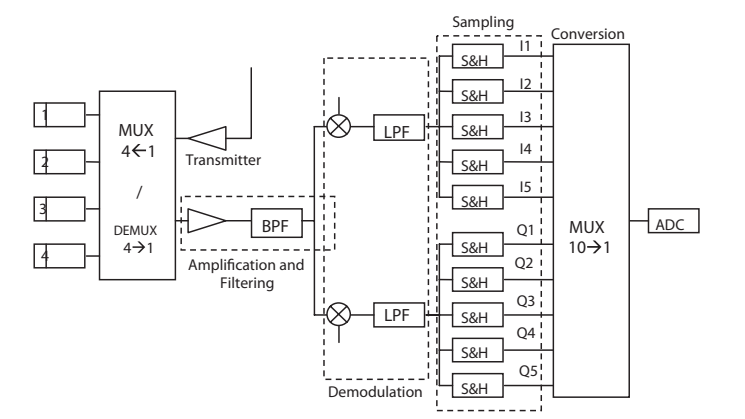 Sampling
Conversion
1
2
3
4
MUX
4←1
/
DEMUX
4→1
Transmitter
BPF
Amplification and
Filtering
LPF
LPF
Demodulation
S&H
I1
S&H
I2
S&H
I3
S&H
I4
S&H
I5
S&H
Q1
S&H
Q2
S&H
Q3
S&H
Q4
S&H
Q5
MUX
10→1
ADC